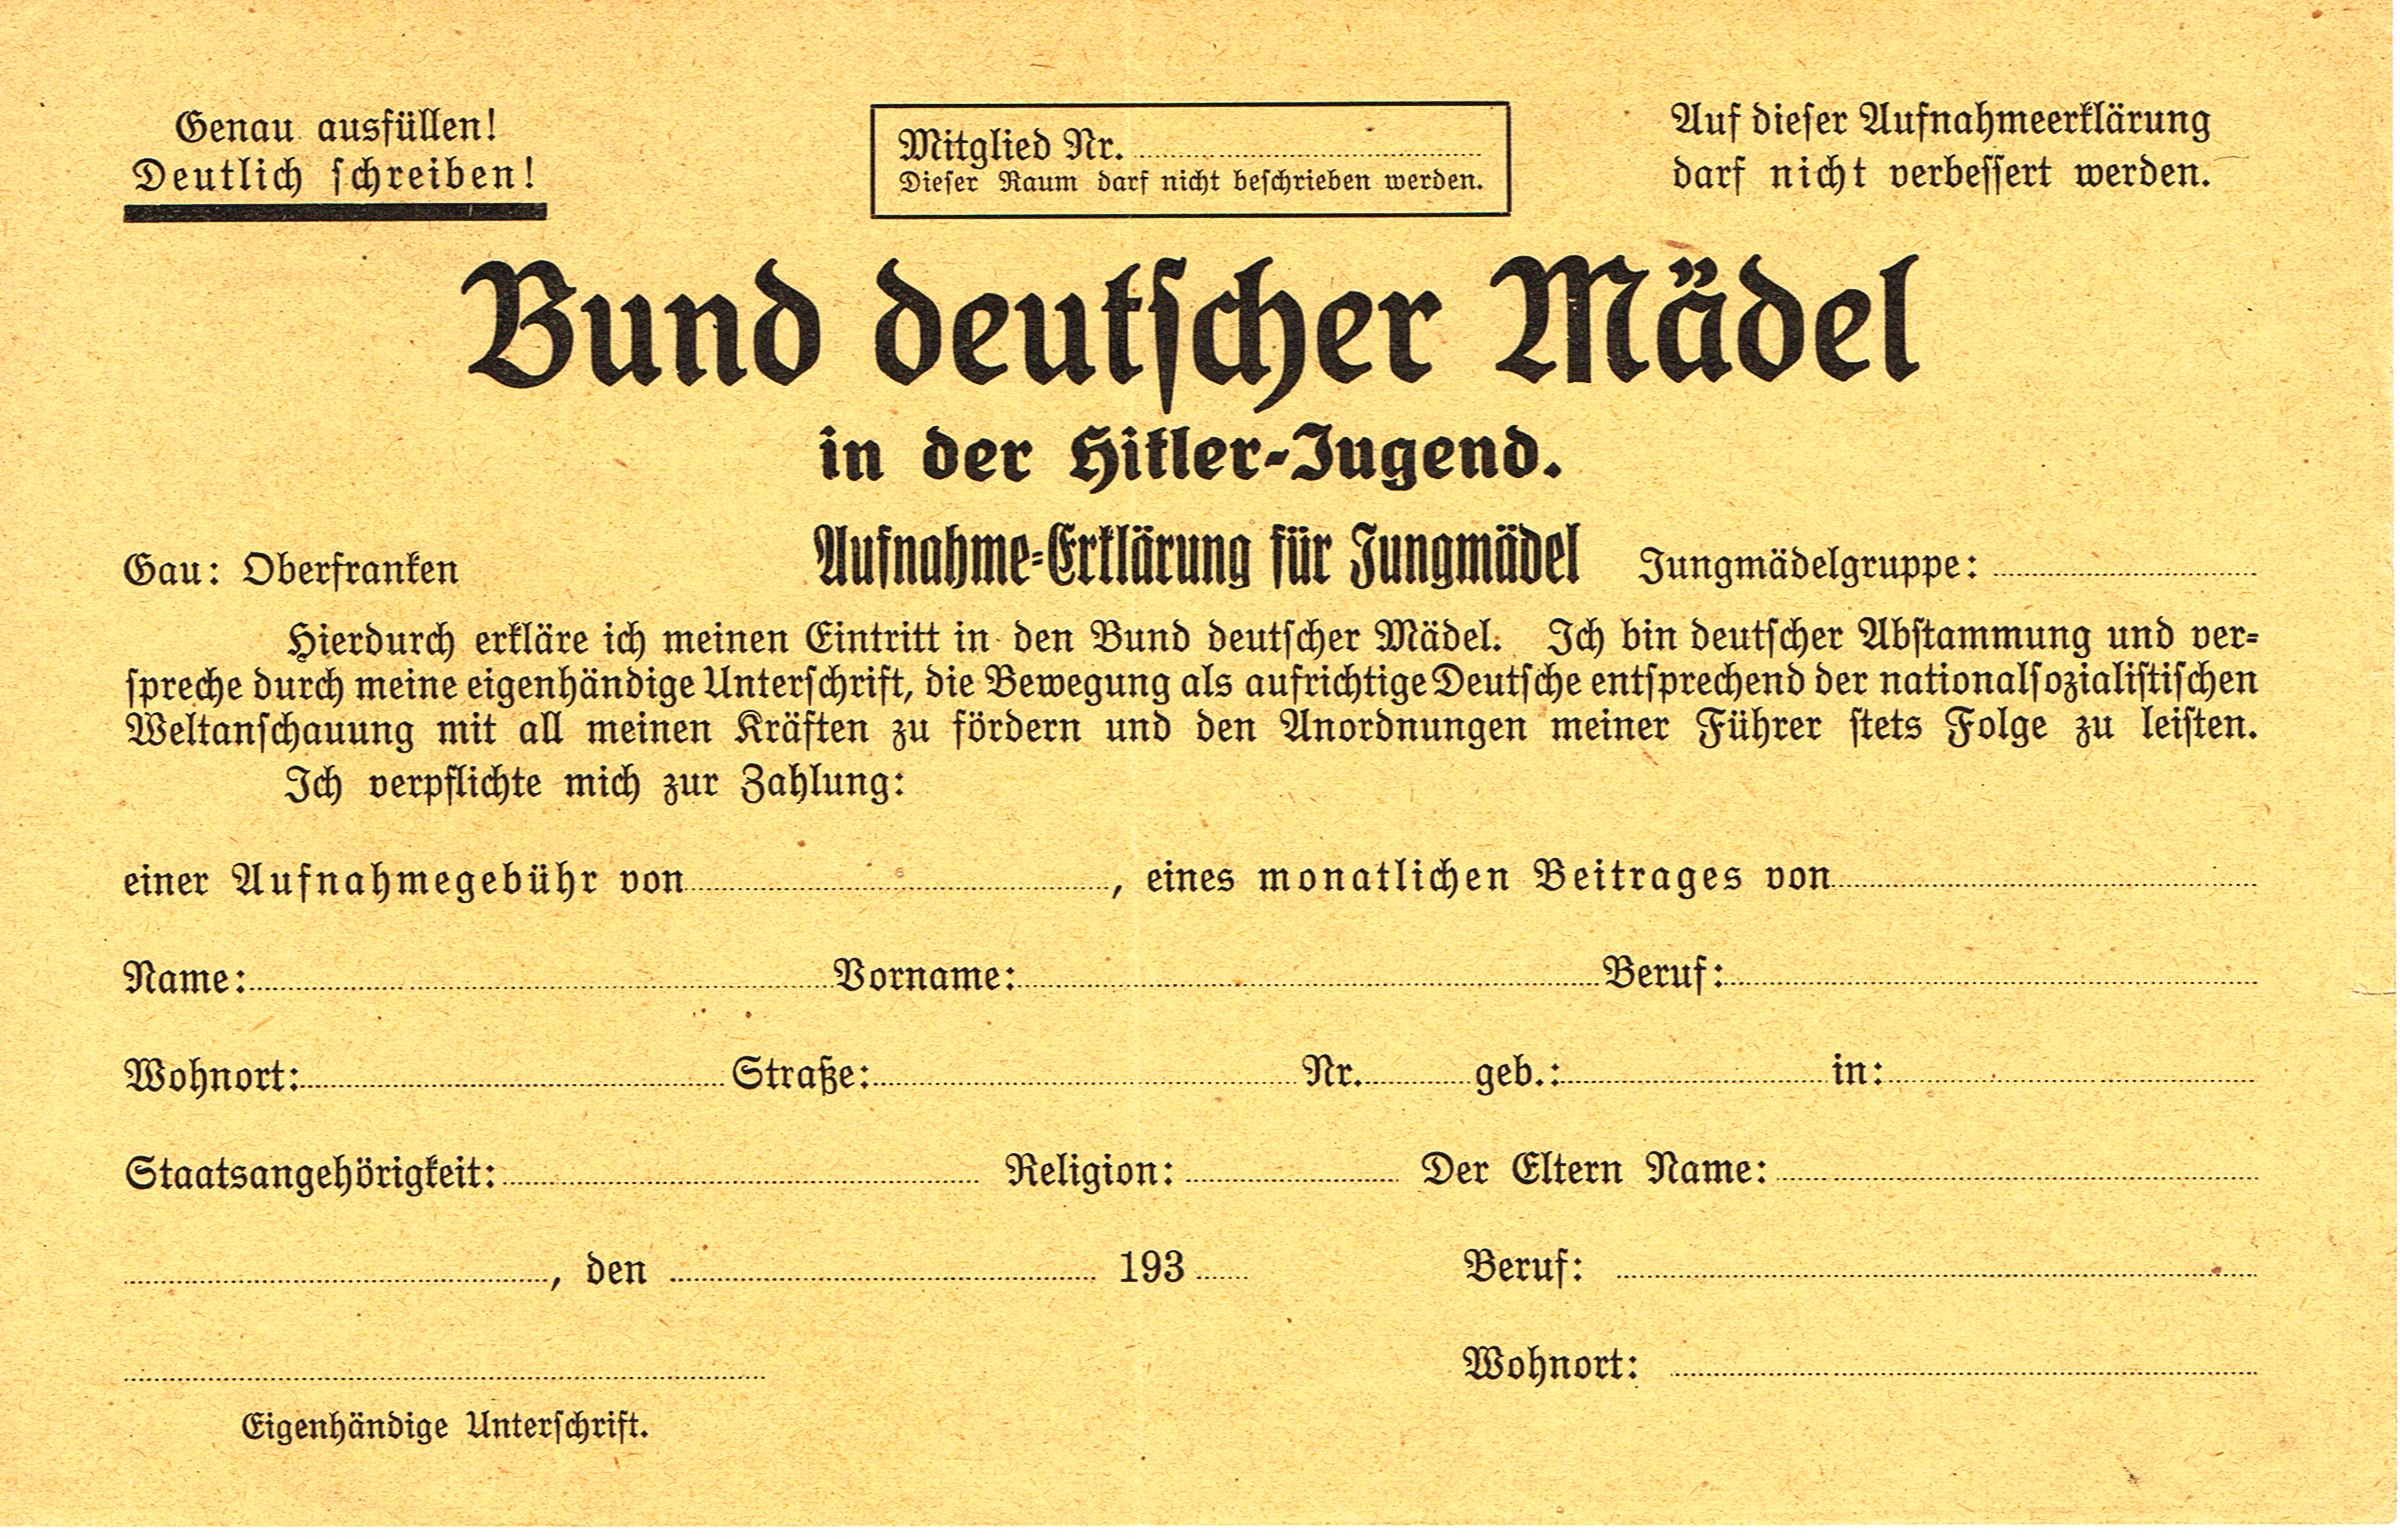 Genau ausfüllen!
Deutlich schreiben!
Mitglied Nr.
Dieser Raum darf nicht beschrieben werden.
Auf dieser Aufnahmeerklärung
darf nicht verbessert werden.
Bund deutscher Mädel
in der Hitler-Jugend.
Gau: Oberfranken
Aufnahme-Erklärung für Jungmädel
Jungmädelgruppe:
Hierdurch erkläre ich meinen Eintritt in den Bund deutscher Mädel. Ich bin deutscher Abstammung und ver-
spreche durch meine eigenhändige Unterschrift, die Bewegung als aufrichtige Deutsche entsprechend der nationalsozialistischen
Weltanschauung mit all meinen Kräften zu fördern und den Anordnungen meiner Führer stets Folge zu leisten.
Ich verpflichte mich zur Zahlung:
einer Aufnahmegebühr von , eines monatlichen Beitrages von
Name: Vorname: Beruf:
Wohnort: Straße: Nr. geb.: in:
Staatsangehörigkeit: Religion: Der Eltern Name:
, den 193 Beruf:
Wohnort:
Eigenhändige Unterschrift.